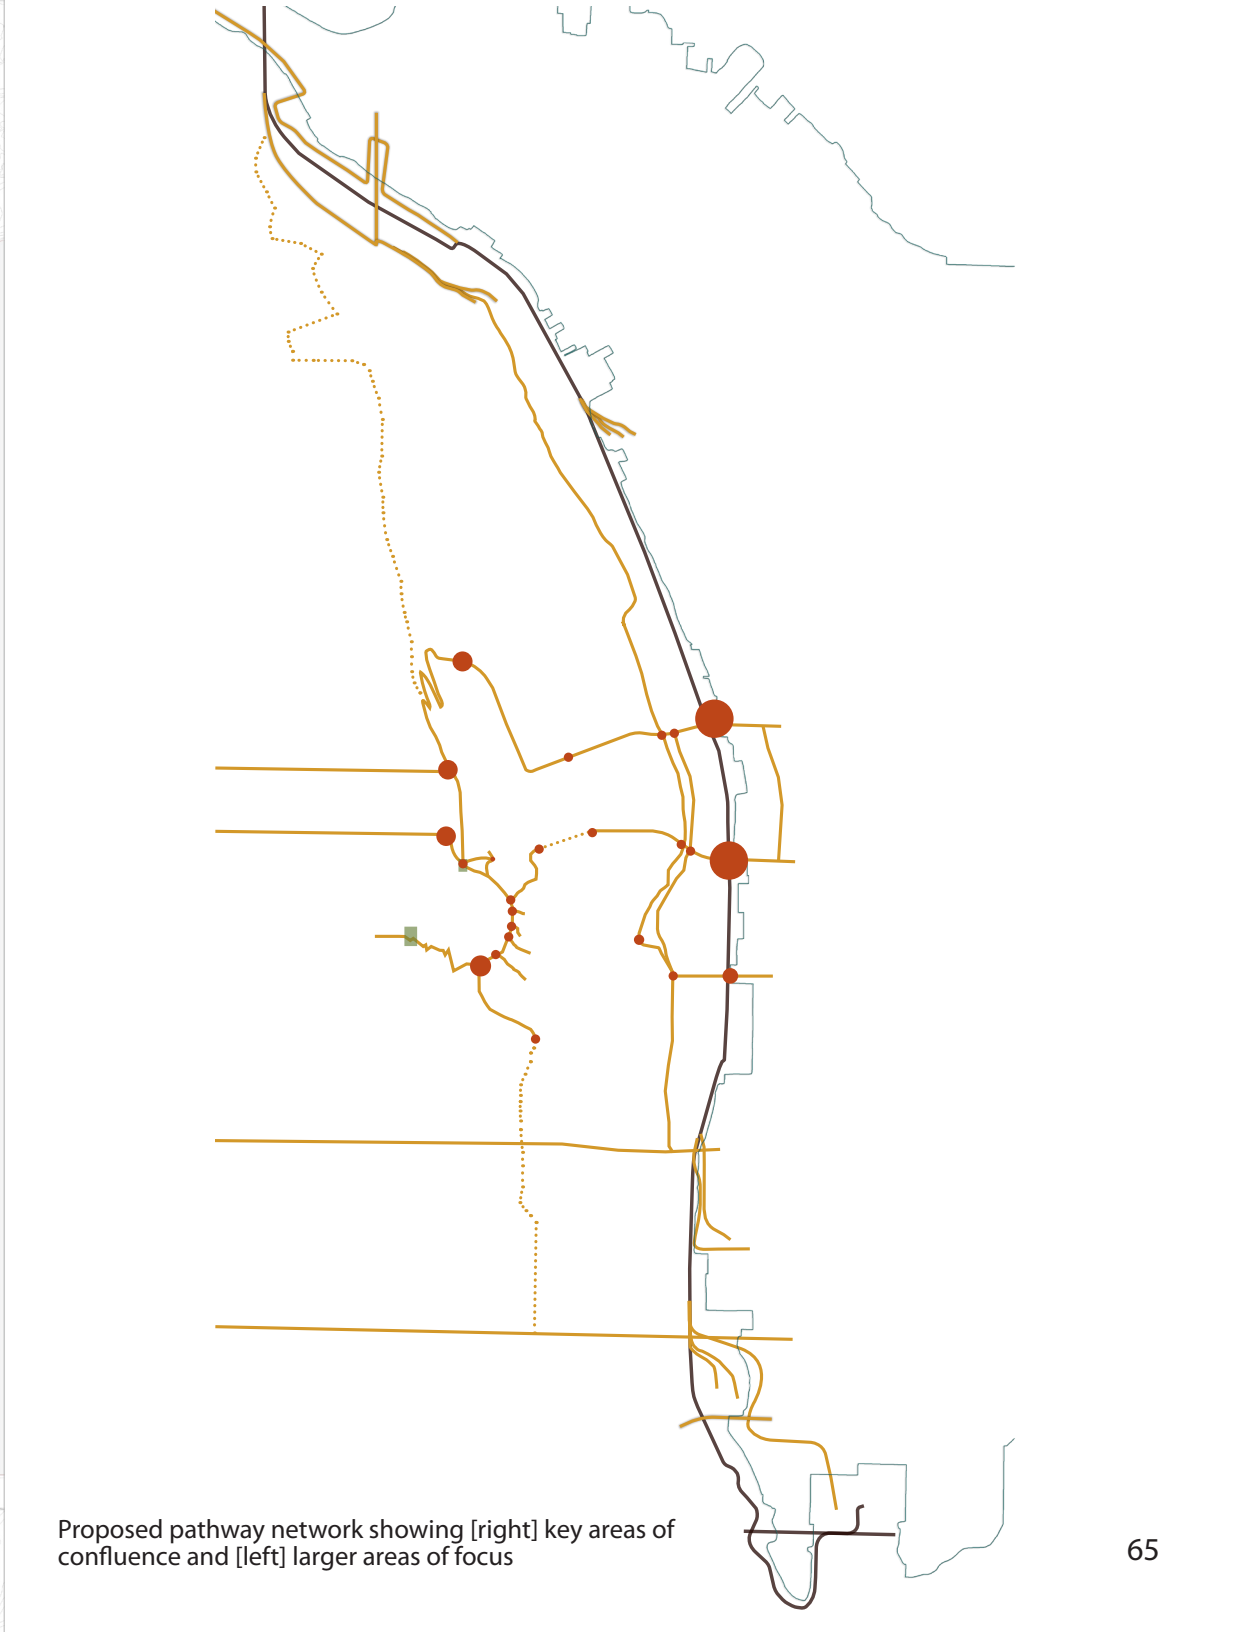 Proposed pathway network showing [right] key areas of
confluence and [left] larger areas of focus
65